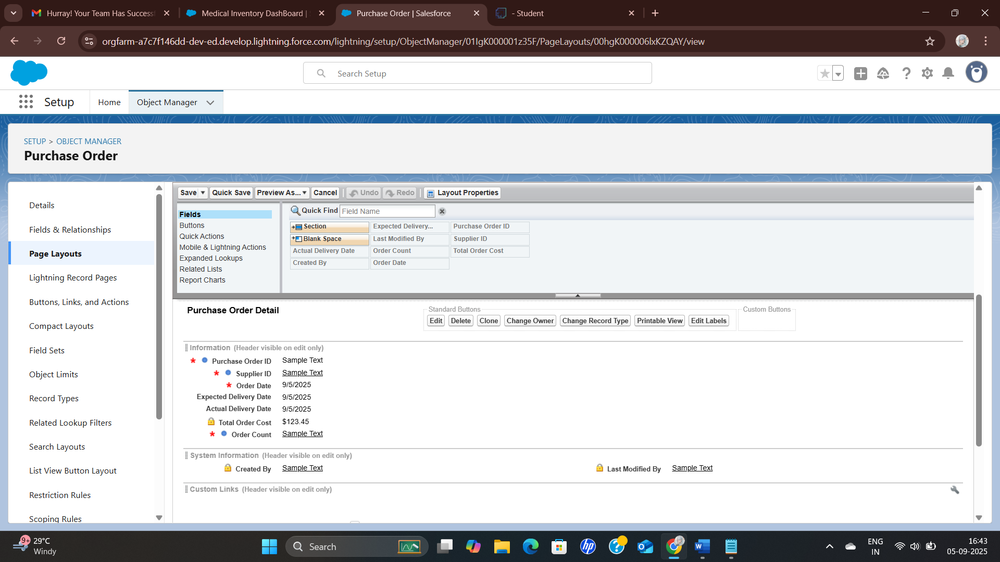 Hurray! Your Team Has Success
Medical Inventory DashBoard |
Purchase Order | Salesforce
- Student
orgfarm-a7c7f146dd-dev-ed.develop.lightning.force.com/lightning/setup/ObjectManager/01IgK000001z35F/PageLayouts/00hgK000006lxKZQAY/view
Search Setup
Setup
Home
Object Manager
SETUP > OBJECT MANAGER
Purchase Order
Details
Fields & Relationships
Page Layouts
Lightning Record Pages
Buttons, Links, and Actions
Compact Layouts
Field Sets
Object Limits
Record Types
Related Lookup Filters
Search Layouts
List View Button Layout
Restriction Rules
Scoping Rules
Save
Quick Save
Preview As...
Cancel
Undo
Redo
Layout Properties
Fields
Buttons
Quick Actions
Mobile & Lightning Actions
Expanded Lookups
Related Lists
Report Charts
Quick Find
Field Name
Section
Expected Delivery...
Purchase Order ID
Blank Space
Last Modified By
Supplier ID
Actual Delivery Date
Order Count
Total Order Cost
Created By
Order Date
Purchase Order Detail
Standard Buttons
Edit
Delete
Clone
Change Owner
Change Record Type
Printable View
Edit Labels
Custom Buttons
Information (Header visible on edit only)
* Purchase Order ID Sample Text
* Supplier ID Sample Text
* Order Date 9/5/2025
Expected Delivery Date 9/5/2025
Actual Delivery Date 9/5/2025
Total Order Cost $123.45
* Order Count Sample Text
System Information (Header visible on edit only)
Created By Sample Text
Last Modified By Sample Text
Custom Links (Header visible on edit only)
9+
29°C
Windy
Search
ENG
IN
16:43
05-09-2025